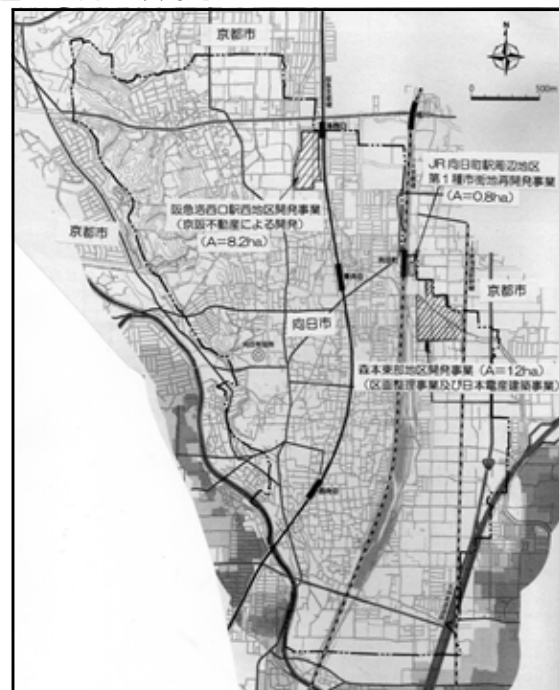 京都市
N
0 500m
JR向日町駅周辺地区
第1種市街地再開発事業
(A=0.8ha)
阪急洛西口駅西地区開発事業
(京阪不動産による開発)
(A=8.2ha)
京都市
京都市
向日市
森本東部地区開発事業 (A=12ha)
(区画整理事業及び日本電産建築事業)